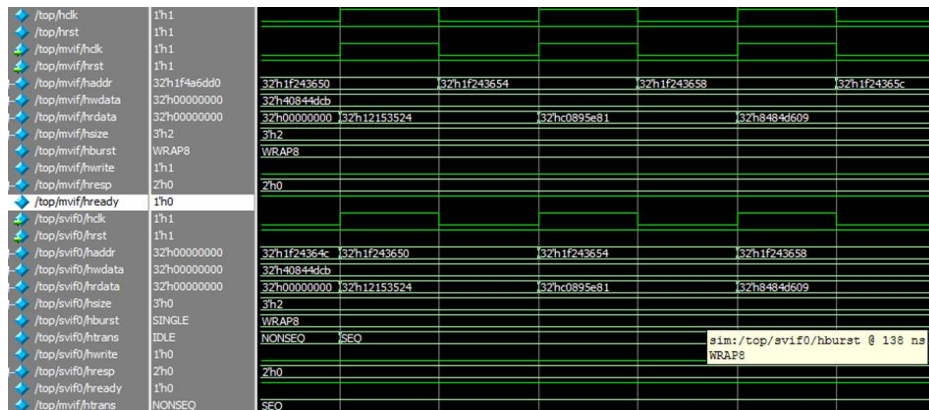 /top/hclk 1'h1
/top/hrst 1'h1
/top/mvif/hclk 1'h1
/top/mvif/hrst 1'h1
/top/mvif/haddr 32'h1f4a6dd0 32'h1f243650 32'h1f243654 32'h1f243658 32'h1f24365c
/top/mvif/hwdata 32'h00000000 32'h40844dcb
/top/mvif/hrdata 32'h00000000 32'h00000000 32'h12153524 32'hc0895e81 32'h8484d609
/top/mvif/hsize 3'h2 3'h2
/top/mvif/hburst WRAP8 WRAP8
/top/mvif/hwrite 1'h1
/top/mvif/hresp 2'h0 2'h0
/top/mvif/hready 1'h0
/top/svif0/hclk 1'h1
/top/svif0/hrst 1'h1
/top/svif0/haddr 32'h00000000 32'h1f24364c 32'h1f243650 32'h1f243654 32'h1f243658
/top/svif0/hwdata 32'h00000000 32'h40844dcb
/top/svif0/hrdata 32'h00000000 32'h00000000 32'h12153524 32'hc0895e81 32'h8484d609
/top/svif0/hsize 3'h0 3'h2
/top/svif0/hburst SINGLE WRAP8
/top/svif0/htrans IDLE NONSEQ SEQ sim:/top/svif0/hburst @ 138 ns
/top/svif0/hwrite 1'h0 WRAP8
/top/svif0/hresp 2'h0 2'h0
/top/svif0/hready 1'h0
/top/mvif/htrans NONSEQ SEQ